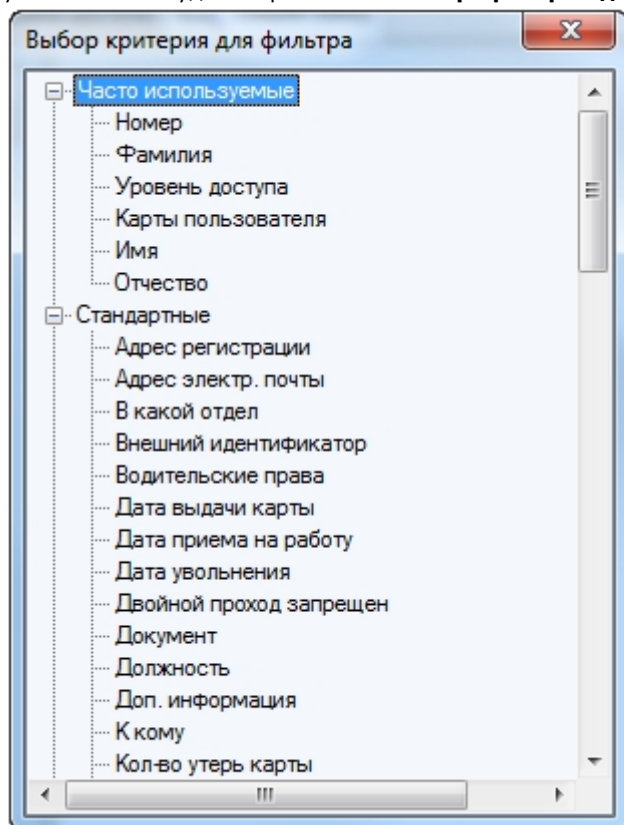 Выбор критерия для фильтра
Часто используемые
Номер
Фамилия
Уровень доступа
Карты пользователя
Имя
Отчество
Стандартные
Адрес регистрации
Адрес электр. почты
В какой отдел
Внешний идентификатор
Водительские права
Дата выдачи карты
Дата приема на работу
Дата увольнения
Двойной проход запрещен
Документ
Должность
Доп. информация
К кому
Кол-во утерь карты